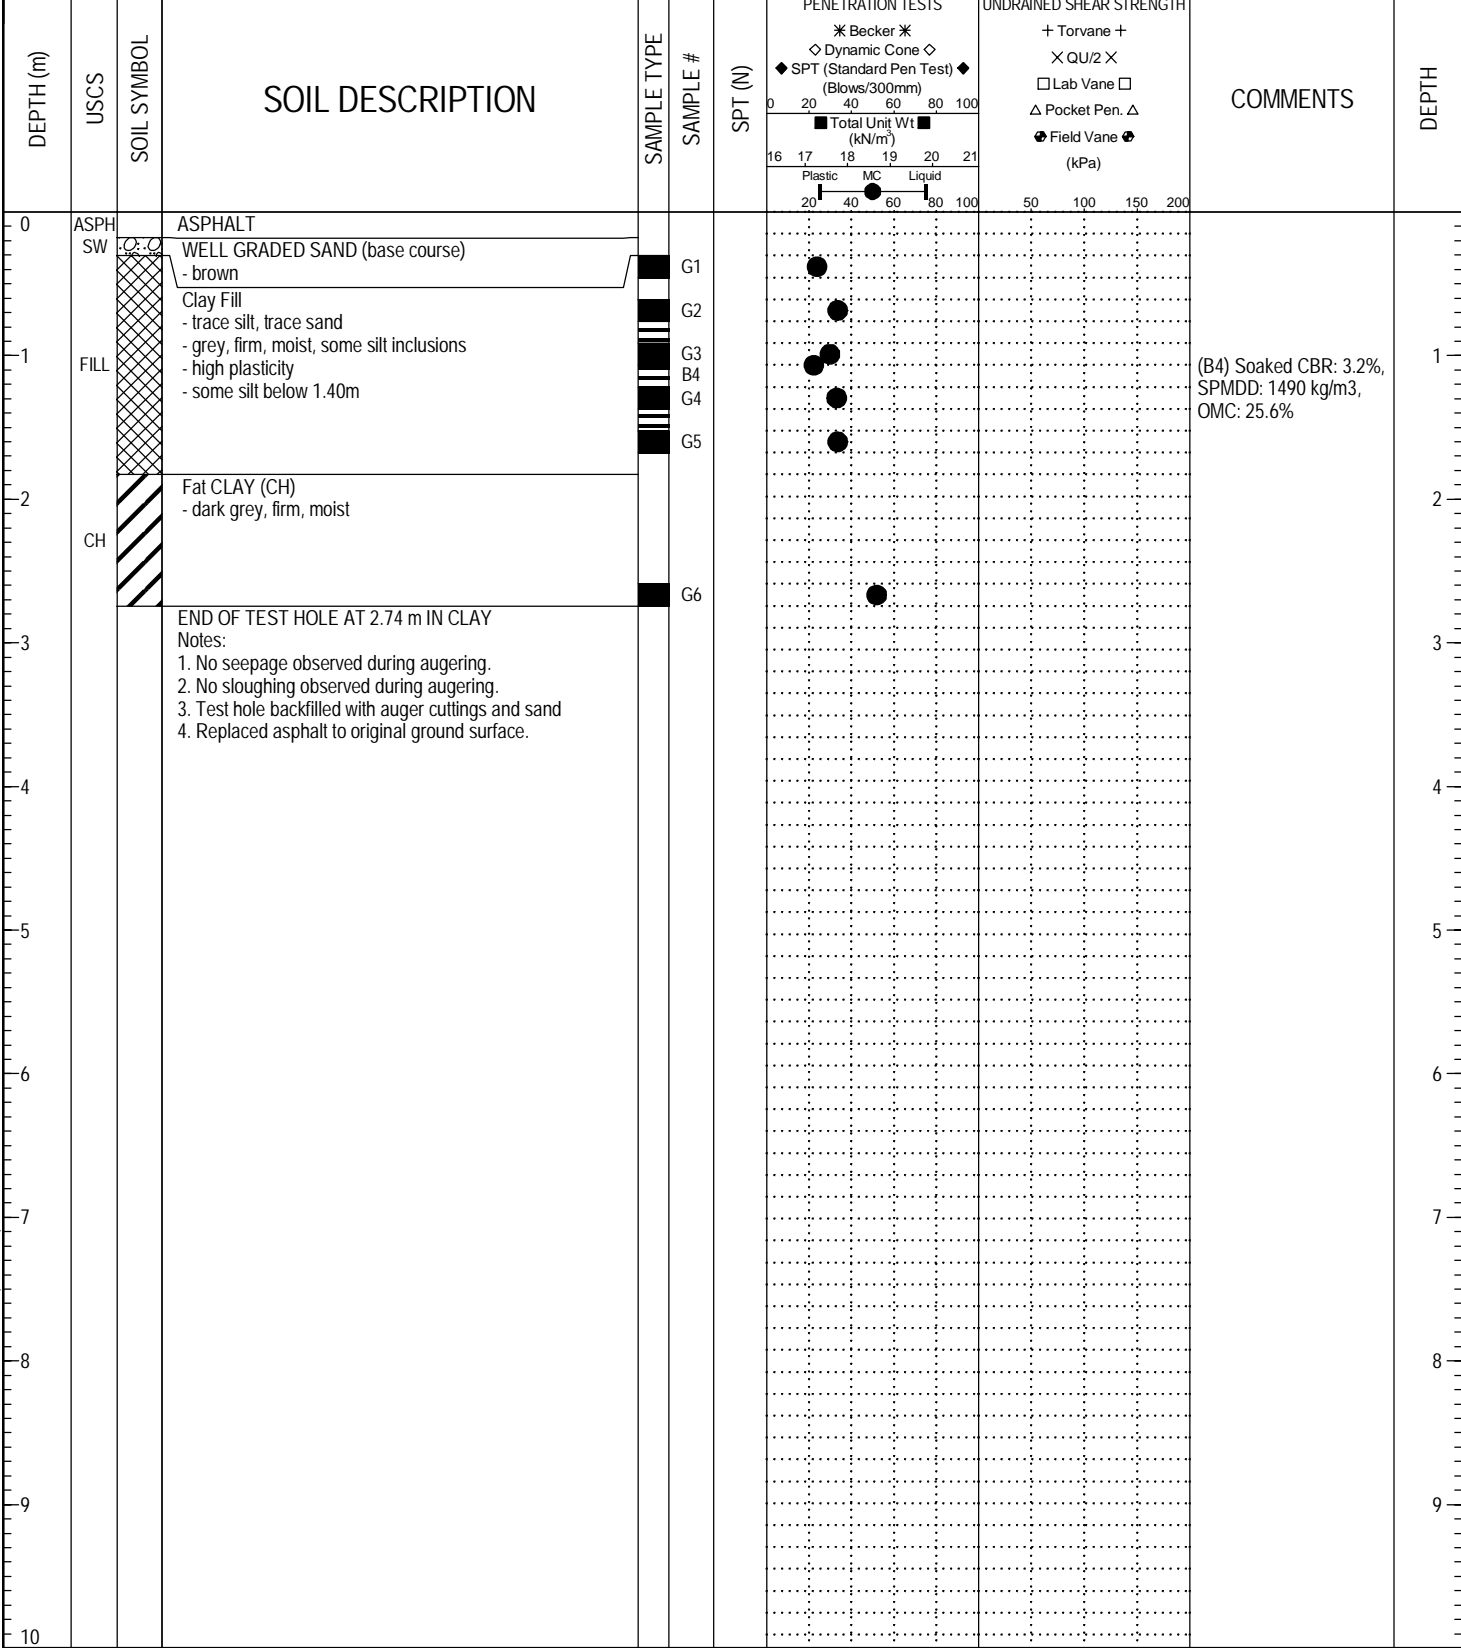 PENETRATION TESTS
UNDRAINED SHEAR STRENGTH
DEPTH (m)
USCS
SOIL SYMBOL
SOIL DESCRIPTION
SAMPLE TYPE
SAMPLE #
SPT (N)
Becker
Dynamic Cone
SPT (Standard Pen Test)
(Blows/300mm)
0 20 40 60 80 100
Total Unit Wt
(kN/m³)
16 17 18 19 20 21
Plastic MC Liquid
20 40 60 80 100
Torvane
QU/2
Lab Vane
Pocket Pen.
Field Vane
(kPa)
50 100 150 200
COMMENTS
DEPTH
0
ASPH
ASPHALT
SW
WELL GRADED SAND (base course)
- brown
G1
Clay Fill
- trace silt, trace sand
- grey, firm, moist, some silt inclusions
- high plasticity
- some silt below 1.40m
G2
G3
B4
G4
G5
1
FILL
(B4) Soaked CBR: 3.2%,
SPMDD: 1490 kg/m3,
OMC: 25.6%
1
Fat CLAY (CH)
- dark grey, firm, moist
2
2
CH
G6
END OF TEST HOLE AT 2.74 m IN CLAY
Notes:
1. No seepage observed during augering.
2. No sloughing observed during augering.
3. Test hole backfilled with auger cuttings and sand
4. Replaced asphalt to original ground surface.
3
3
4
4
5
5
6
6
7
7
8
8
9
9
10